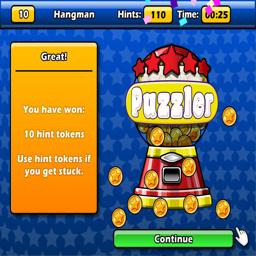 10 Hangman Hints: 110 Time: 00:25
Great!
You have won:
10 hint tokens
Use hint tokens if
you get stuck.
Puzzler
Continue